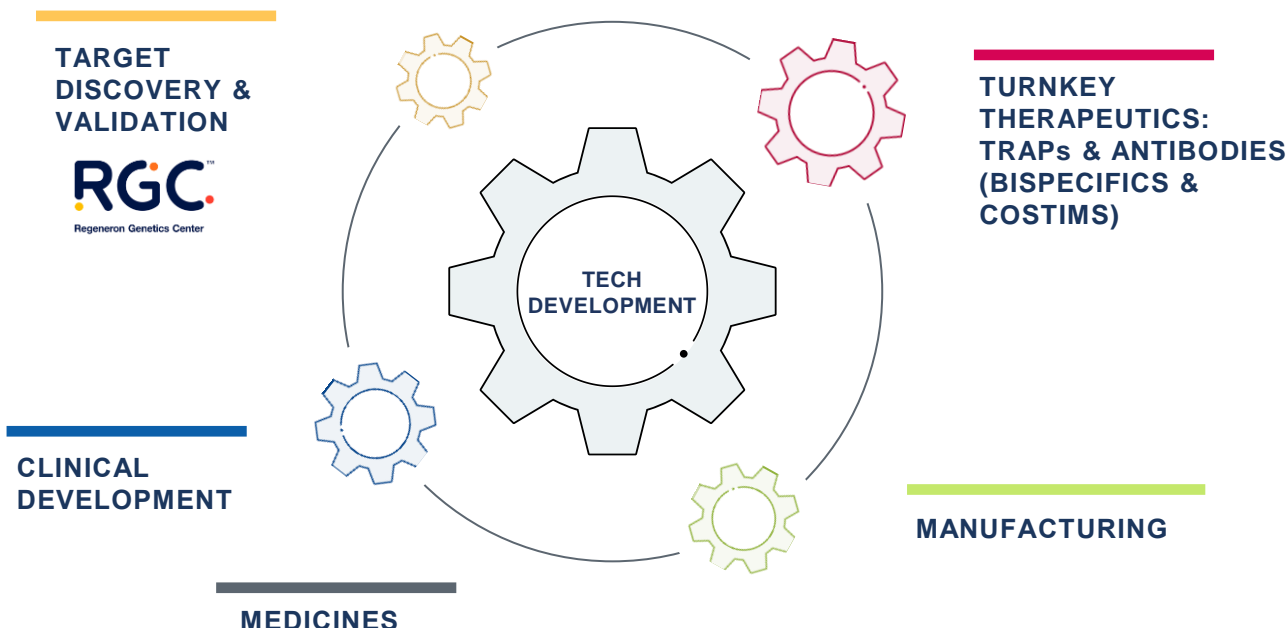 TARGET
DISCOVERY &
VALIDATION
RGC™
Regeneron Genetics Center
TURNKEY
THERAPEUTICS:
TRAPs & ANTIBODIES
(BISPECIFICS &
COSTIMS)
TECH
DEVELOPMENT
CLINICAL
DEVELOPMENT
MANUFACTURING
MEDICINES